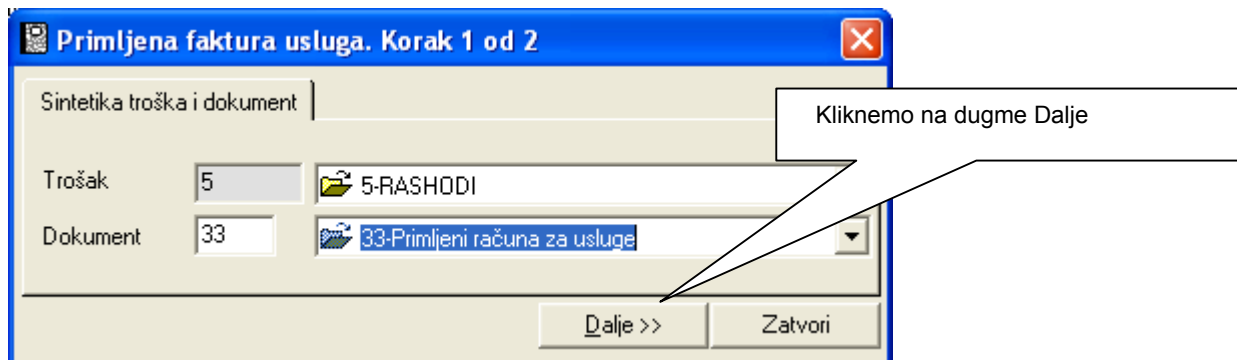 Primljena faktura usluga. Korak 1 od 2
Sintetika troška i dokument
Kliknemo na dugme Dalje
Trošak 5 5-RASHODI
Dokument 33 33-Primljeni računa za usluge
Dalje >> Zatvori